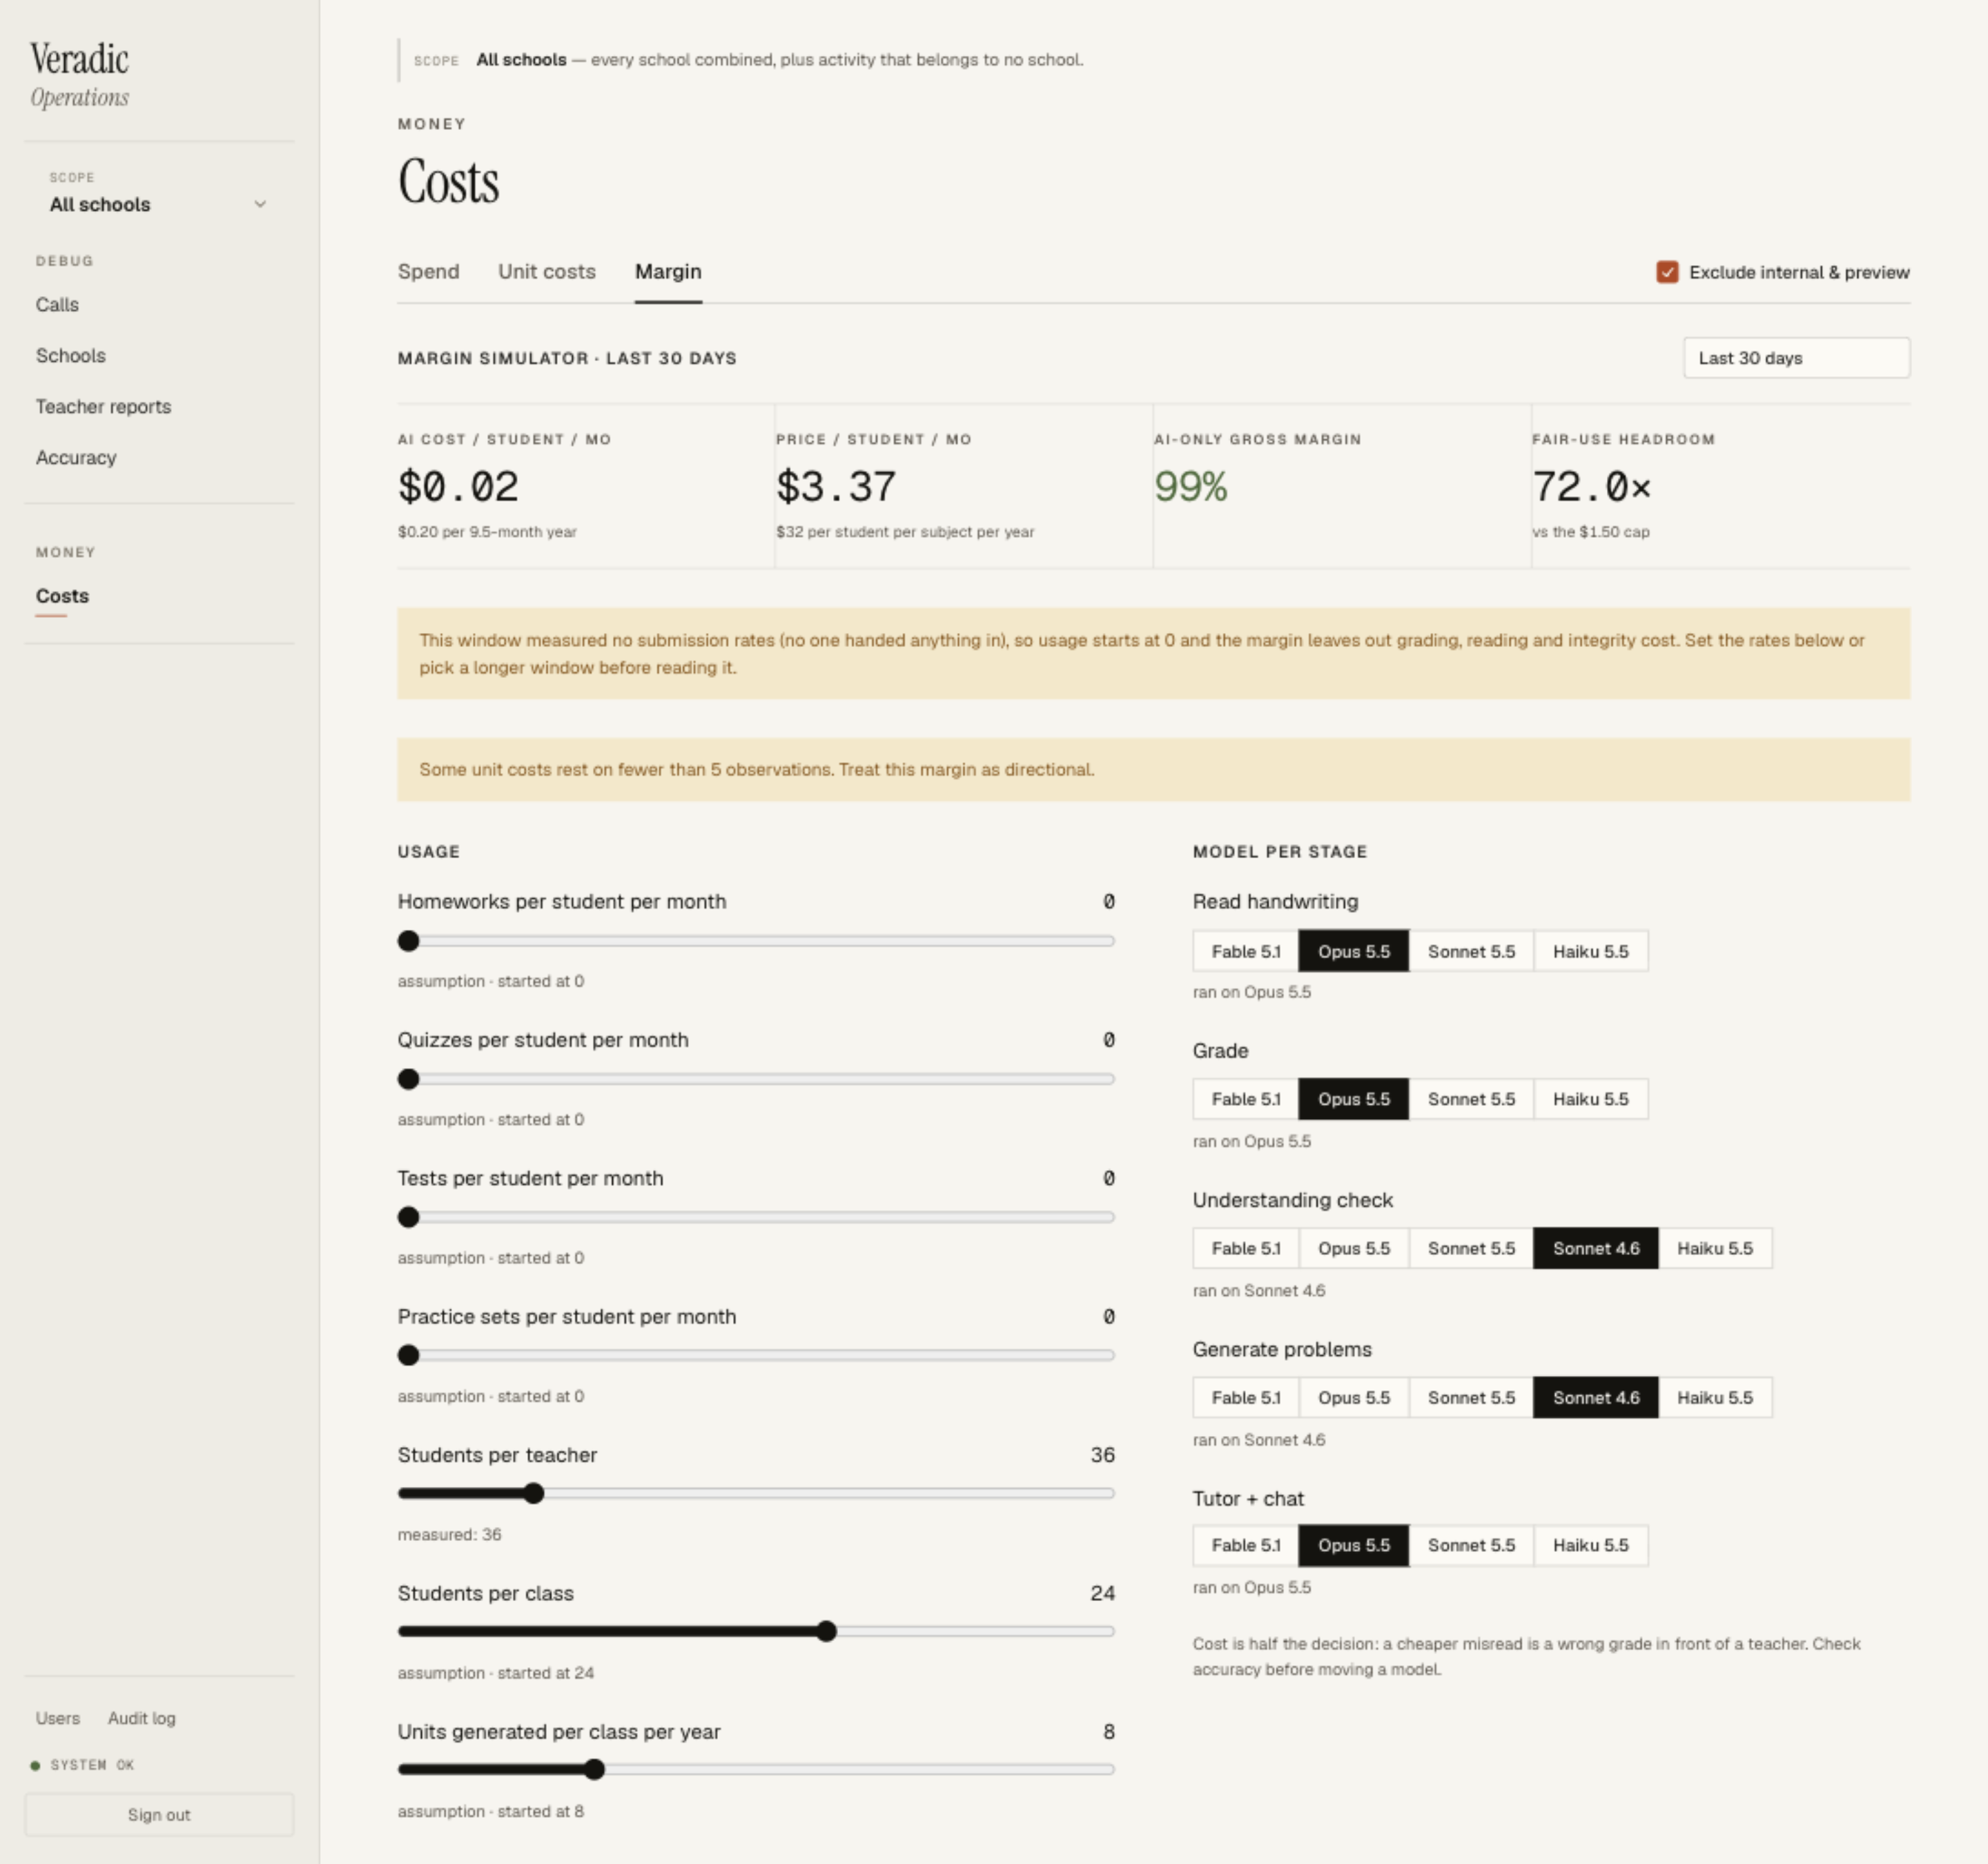 Veradic
Operations
SCOPE
All schools
DEBUG
Calls
Schools
Teacher reports
Accuracy
MONEY
Costs
Users Audit log
SYSTEM OK
Sign out
SCOPE All schools — every school combined, plus activity that belongs to no school.
MONEY
Costs
Spend Unit costs Margin Exclude internal & preview
MARGIN SIMULATOR · LAST 30 DAYS Last 30 days
AI COST / STUDENT / MO
$0.02
$0.20 per 9.5-month year
PRICE / STUDENT / MO
$3.37
$32 per student per subject per year
AI-ONLY GROSS MARGIN
99%
FAIR-USE HEADROOM
72.0×
vs the $1.50 cap
This window measured no submission rates (no one handed anything in), so usage starts at 0 and the margin leaves out grading, reading and integrity cost. Set the rates below or
pick a longer window before reading it.
Some unit costs rest on fewer than 5 observations. Treat this margin as directional.
USAGE
Homeworks per student per month 0
assumption · started at 0
Quizzes per student per month 0
assumption · started at 0
Tests per student per month 0
assumption · started at 0
Practice sets per student per month 0
assumption · started at 0
Students per teacher 36
measured: 36
Students per class 24
assumption · started at 24
Units generated per class per year 8
assumption · started at 8
MODEL PER STAGE
Read handwriting
Fable 5.1 Opus 5.5 Sonnet 5.5 Haiku 5.5
ran on Opus 5.5
Grade
Fable 5.1 Opus 5.5 Sonnet 5.5 Haiku 5.5
ran on Opus 5.5
Understanding check
Fable 5.1 Opus 5.5 Sonnet 5.5 Sonnet 4.6 Haiku 5.5
ran on Sonnet 4.6
Generate problems
Fable 5.1 Opus 5.5 Sonnet 5.5 Sonnet 4.6 Haiku 5.5
ran on Sonnet 4.6
Tutor + chat
Fable 5.1 Opus 5.5 Sonnet 5.5 Haiku 5.5
ran on Opus 5.5
Cost is half the decision: a cheaper misread is a wrong grade in front of a teacher. Check
accuracy before moving a model.